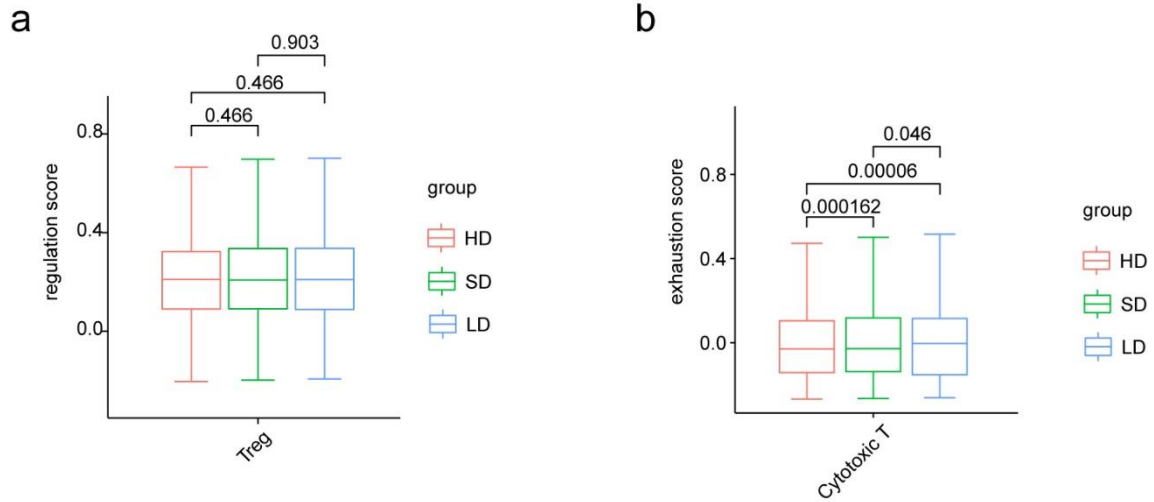 a
0.903
0.466
0.466
0.8
0.4
0.0
regulation score
Treg
group
HD
SD
LD
b
0.046
0.00006
0.000162
0.8
0.4
0.0
exhaustion score
Cytotoxic T
group
HD
SD
LD